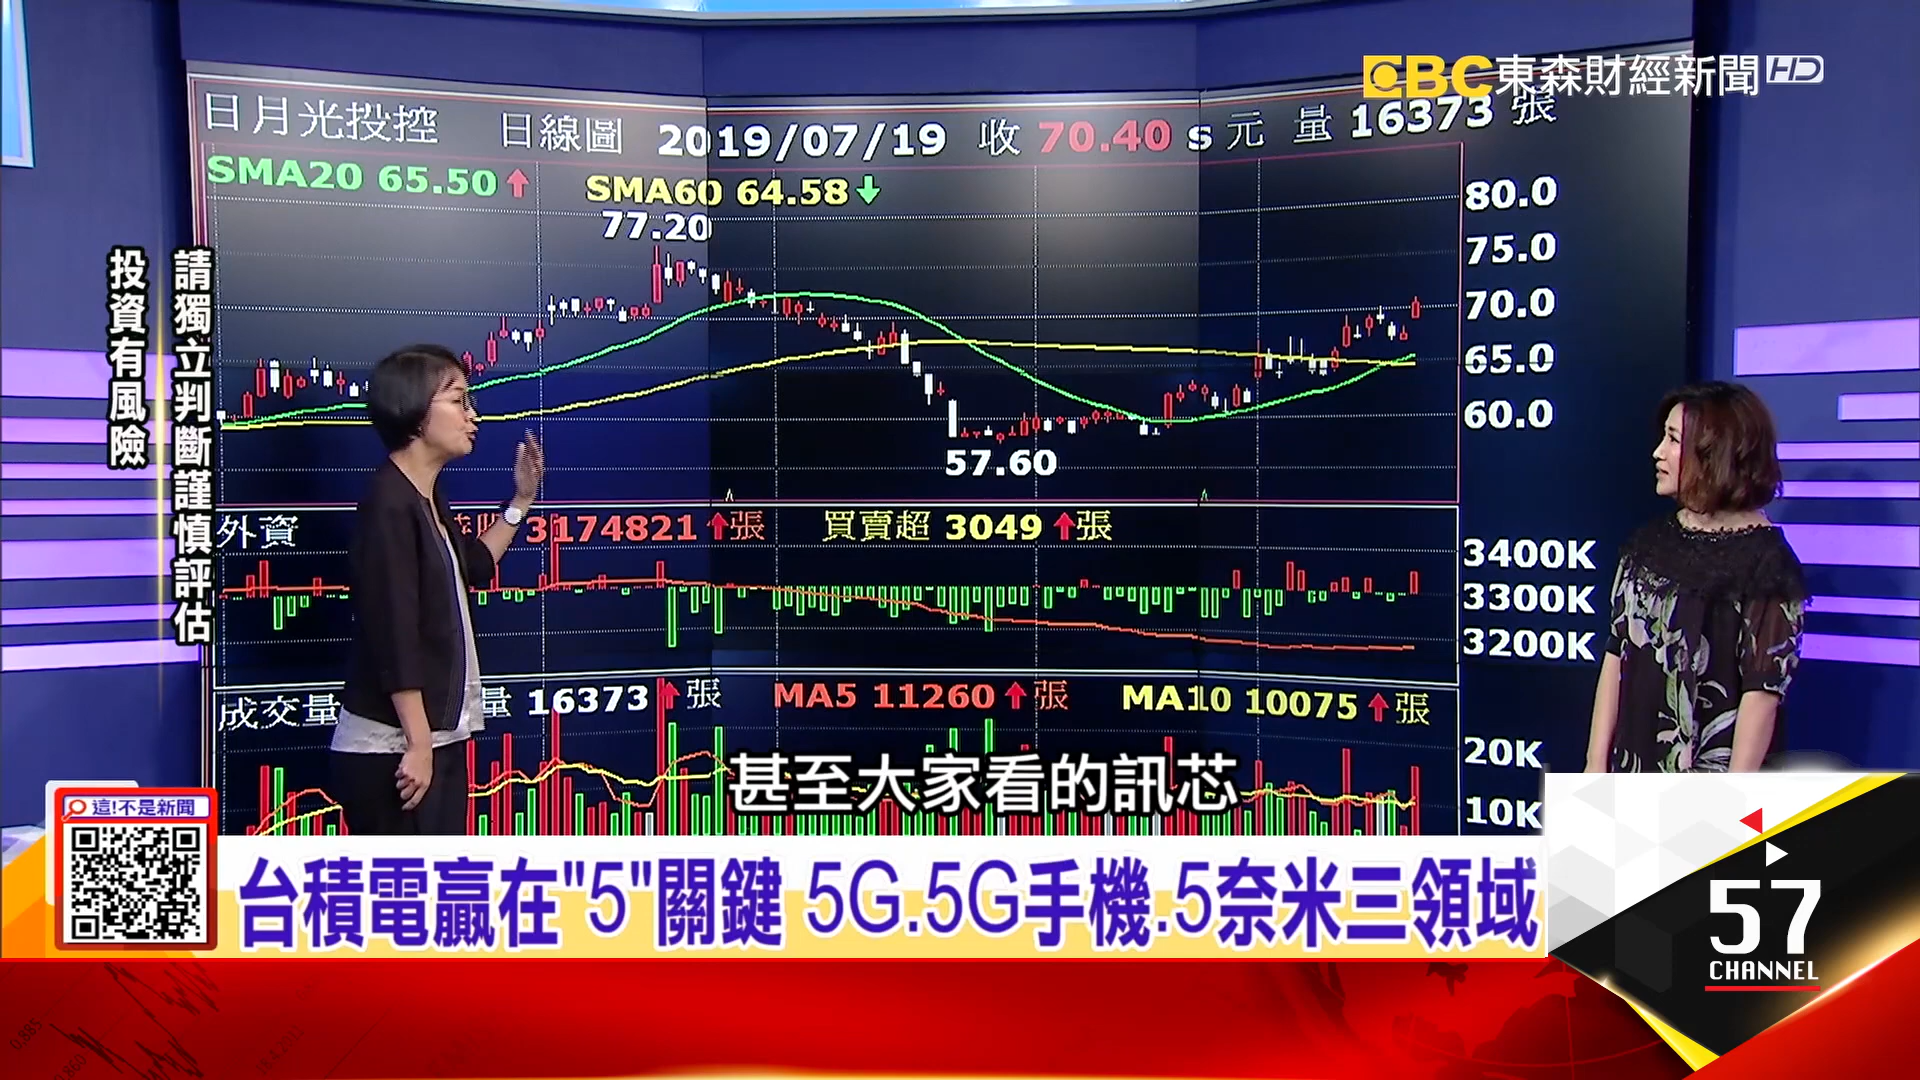 EBC 東森財經新聞 HD
日月光投控 日線圖 2019/07/19 收 70.40 s 元 量 16373 張
SMA20 65.50↑ SMA60 64.58↓
77.20
80.0
75.0
70.0
65.0
60.0
57.60
請獨立判斷謹慎評估
投資有風險
外資 3174821↑張 買賣超 3049↑張
3400K
3300K
3200K
成交量 量 16373↑張 MA5 11260↑張 MA10 10075↑張
20K
10K
甚至大家看的訊芯
這!不是新聞
台積電贏在"5"關鍵 5G.5G手機.5奈米三領域
57
CHANNEL
0.885
0.860